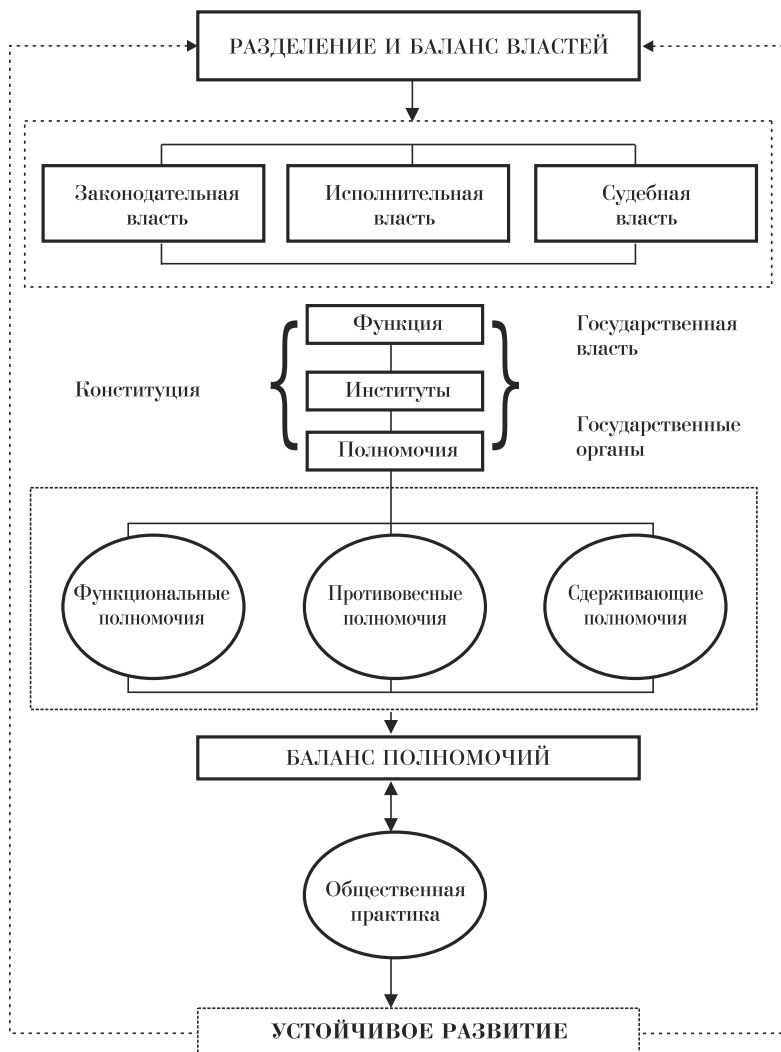 РАЗДЕЛЕНИЕ И БАЛАНС ВЛАСТЕЙ
Законодательная
власть
Исполнительная
власть
Судебная
власть
Функция
Государственная
власть
Конституция
Институты
Государственные
органы
Полномочия
Функциональные
полномочия
Противовесные
полномочия
Сдерживающие
полномочия
БАЛАНС ПОЛНОМОЧИЙ
Общественная
практика
УСТОЙЧИВОЕ РАЗВИТИЕ